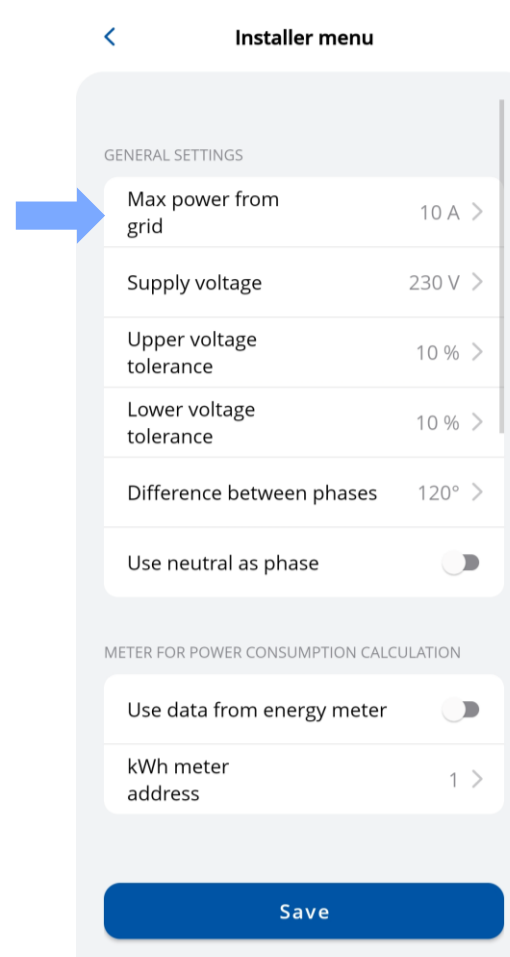 Installer menu
GENERAL SETTINGS
Max power from
grid
10 A
Supply voltage
230 V
Upper voltage
tolerance
10 %
Lower voltage
tolerance
10 %
Difference between phases
120°
Use neutral as phase
METER FOR POWER CONSUMPTION CALCULATION
Use data from energy meter
kWh meter
address
1
Save